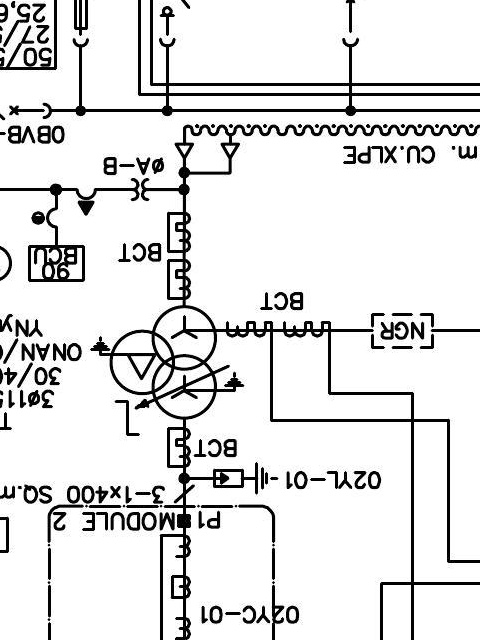 02YC-01
P1 MODULE 2
3-1x400 SQ.m
02YL-01
BCT
3ø115
30/40
ONAN/O
YNy
NGR
BCT
BCT
90
BCU
øA-B
m. CU.XLPE
0BVB-
50/5
27/5
25,6